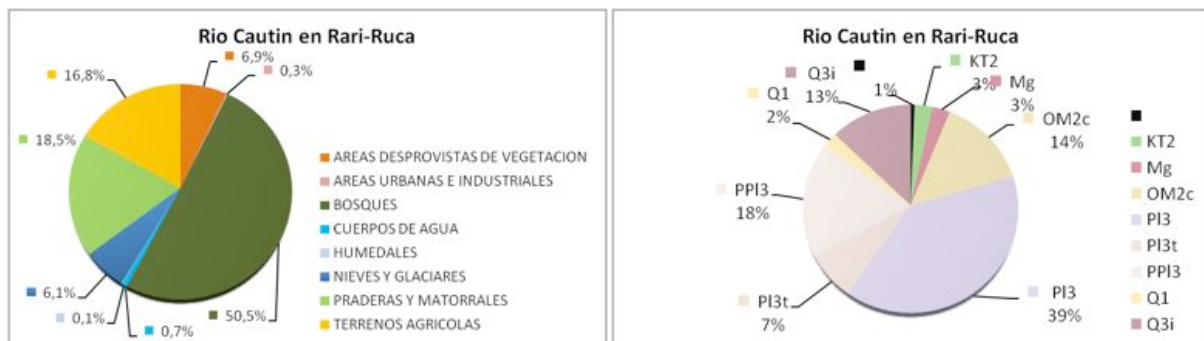 Rio Cautin en Rari-Ruca
6,9%
0,3%
16,8%
18,5%
6,1%
0,1%
0,7%
50,5%
AREAS DESPROVISTAS DE VEGETACION
AREAS URBANAS E INDUSTRIALES
BOSQUES
CUERPOS DE AGUA
HUMEDALES
NIEVES Y GLACIARES
PRADERAS Y MATORRALES
TERRENOS AGRICOLAS
Rio Cautin en Rari-Ruca
1%
KT2
3%
Mg
3%
OM2c
14%
Pl3
39%
Pl3t
7%
PPl3
18%
Q1
2%
Q3i
13%
KT2
Mg
OM2c
Pl3
Pl3t
PPl3
Q1
Q3i